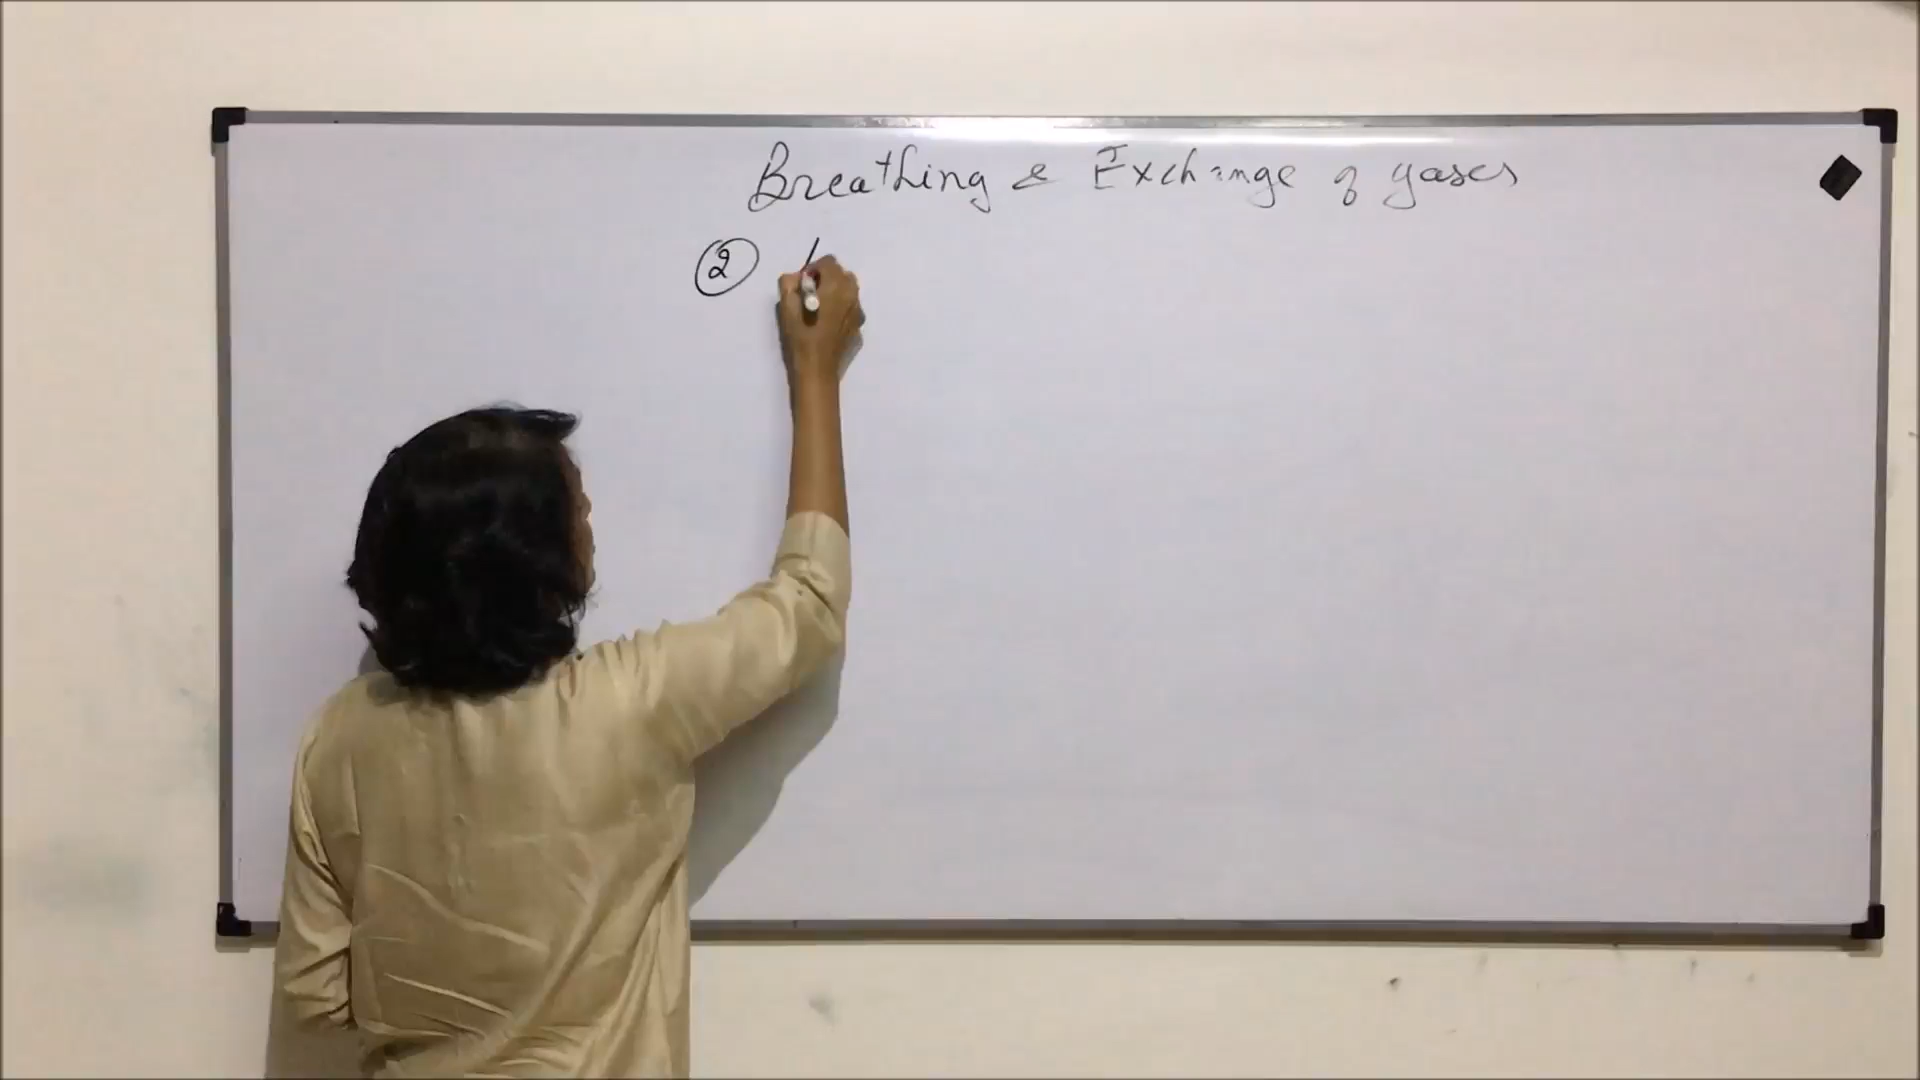 Breathing & Exchange of gases
②